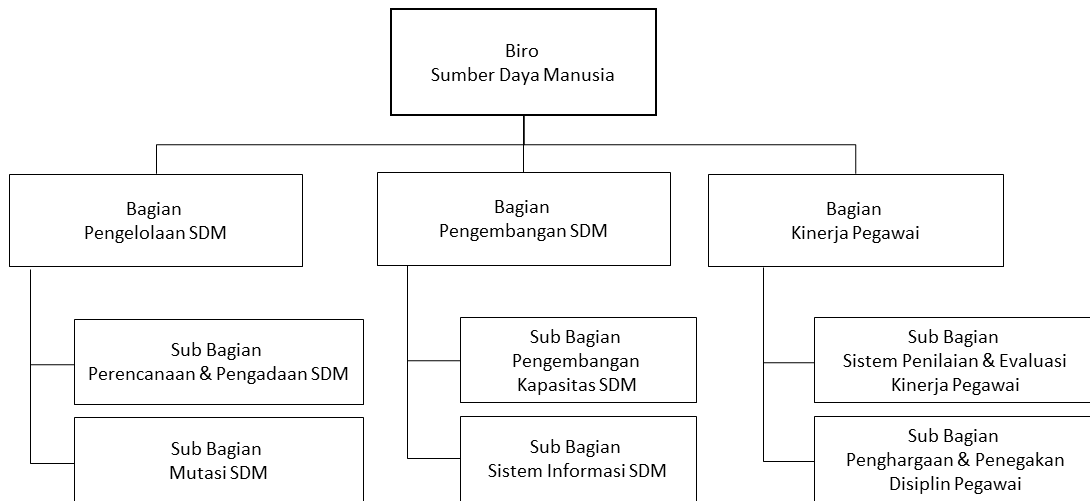 Biro
Sumber Daya Manusia
Bagian
Pengelolaan SDM
Bagian
Pengembangan SDM
Bagian
Kinerja Pegawai
Sub Bagian
Perencanaan & Pengadaan SDM
Sub Bagian
Mutasi SDM
Sub Bagian
Pengembangan
Kapasitas SDM
Sub Bagian
Sistem Informasi SDM
Sub Bagian
Sistem Penilaian & Evaluasi
Kinerja Pegawai
Sub Bagian
Penghargaan & Penegakan
Disiplin Pegawai